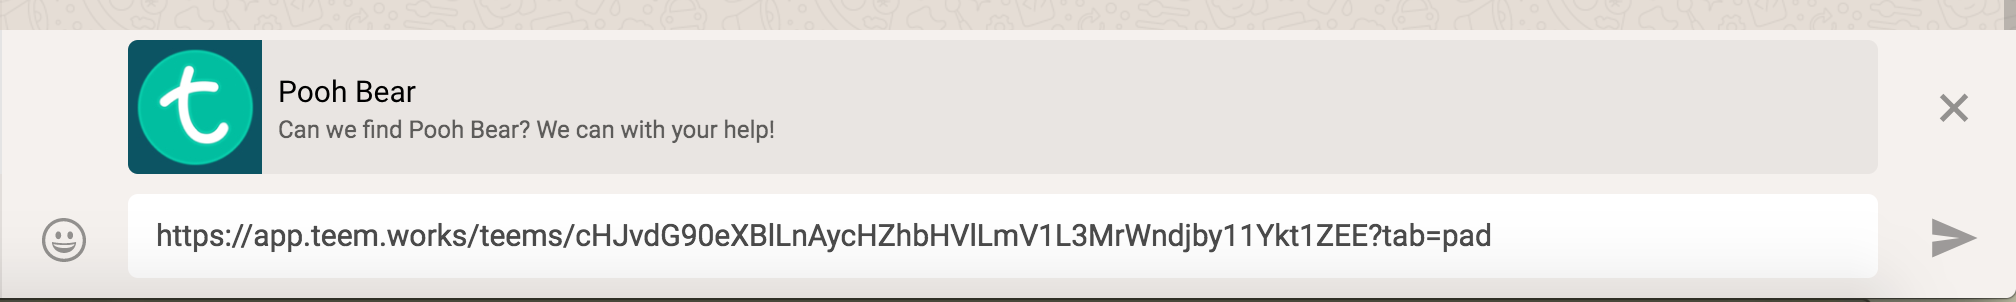 t
Pooh Bear
Can we find Pooh Bear? We can with your help!
https://app.teem.works/teems/cHJvdG90eXBlLnAycHZhbHVlLmV1L3MrWndjby11Ykt1ZEE?tab=pad